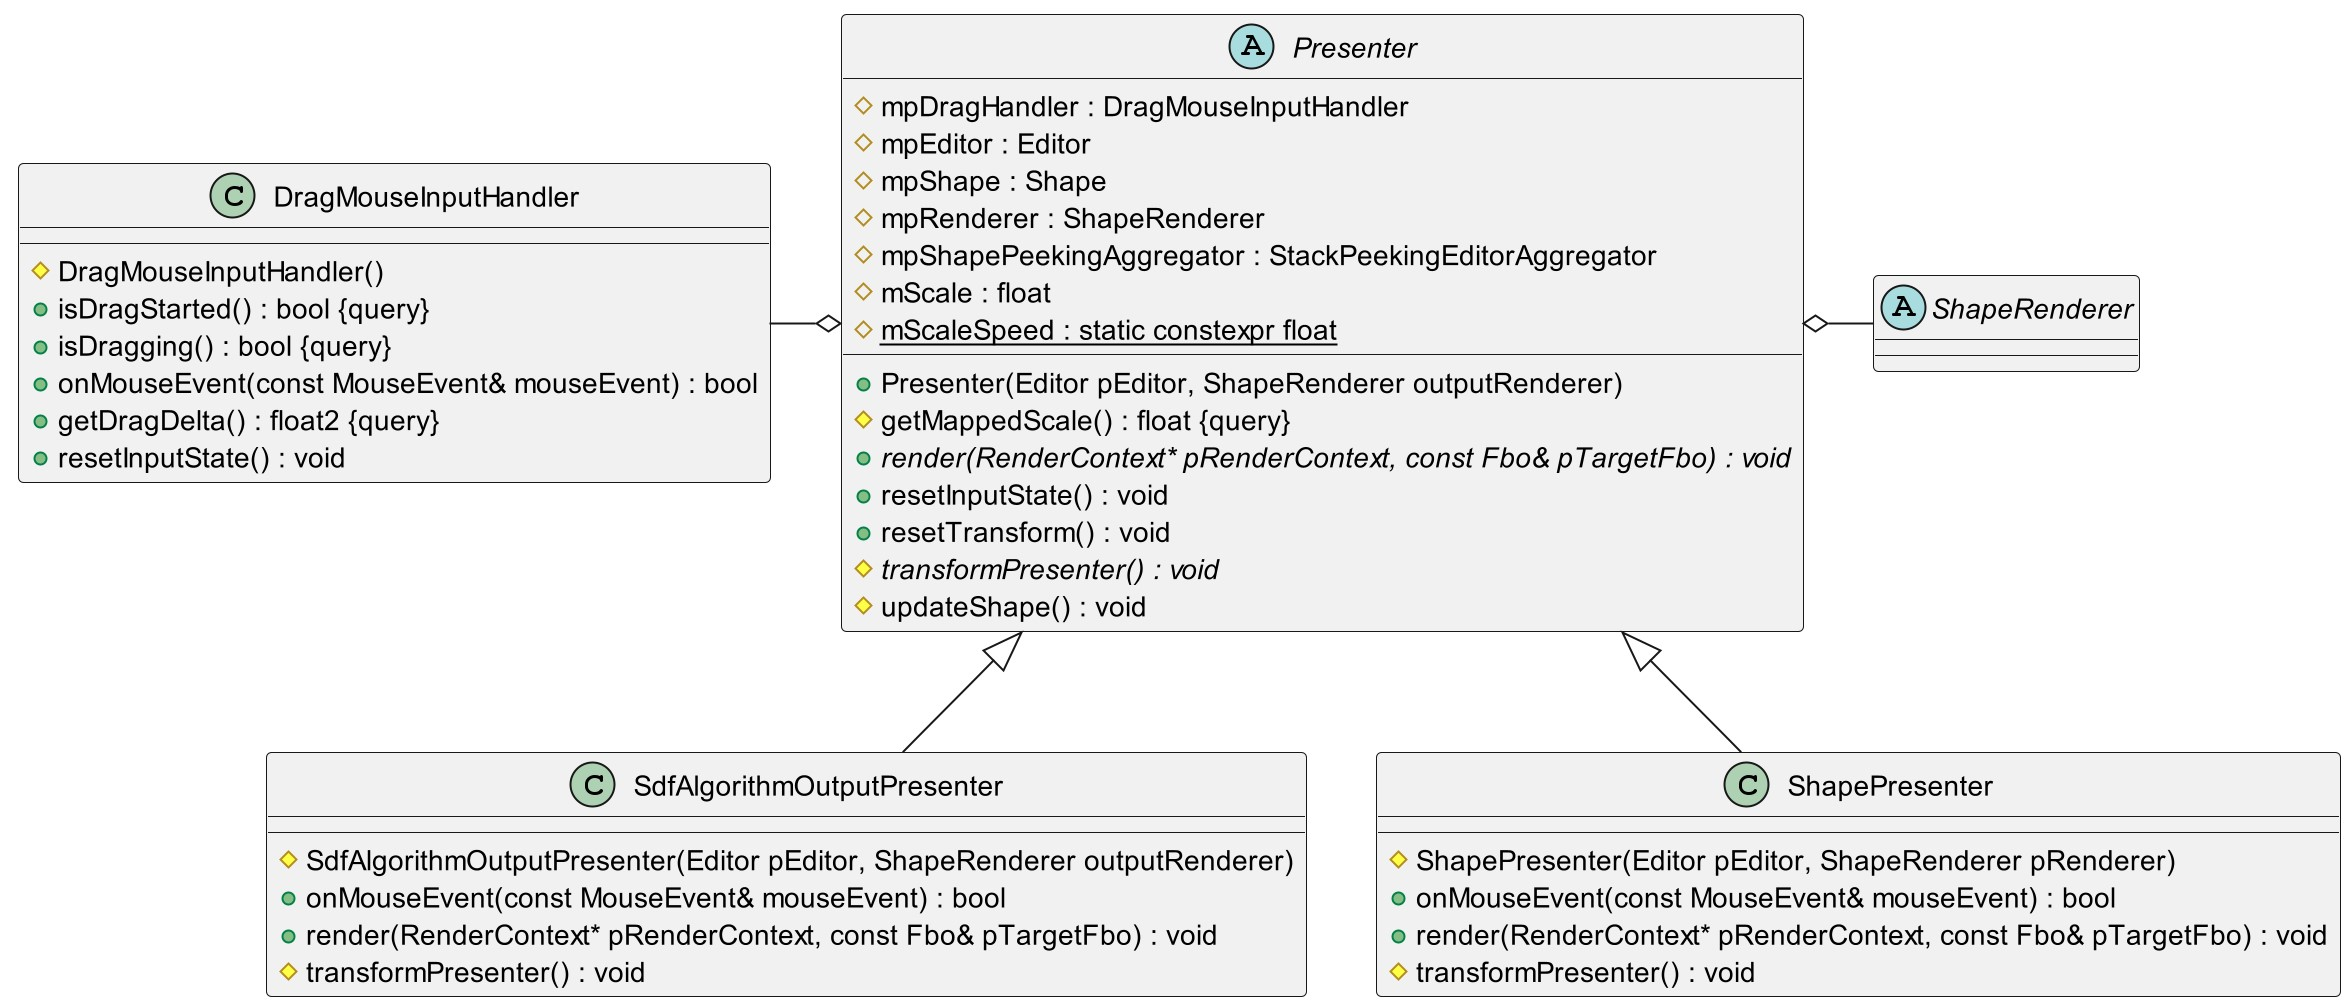 A Presenter
mpDragHandler : DragMouseInputHandler
mpEditor : Editor
mpShape : Shape
mpRenderer : ShapeRenderer
mpShapePeekingAggregator : StackPeekingEditorAggregator
mScale : float
mScaleSpeed : static constexpr float
Presenter(Editor pEditor, ShapeRenderer outputRenderer)
getMappedScale() : float {query}
render(RenderContext* pRenderContext, const Fbo& pTargetFbo) : void
resetInputState() : void
resetTransform() : void
transformPresenter() : void
updateShape() : void
C DragMouseInputHandler
DragMouseInputHandler()
isDragStarted() : bool {query}
isDragging() : bool {query}
onMouseEvent(const MouseEvent& mouseEvent) : bool
getDragDelta() : float2 {query}
resetInputState() : void
A ShapeRenderer
C SdfAlgorithmOutputPresenter
SdfAlgorithmOutputPresenter(Editor pEditor, ShapeRenderer outputRenderer)
onMouseEvent(const MouseEvent& mouseEvent) : bool
render(RenderContext* pRenderContext, const Fbo& pTargetFbo) : void
transformPresenter() : void
C ShapePresenter
ShapePresenter(Editor pEditor, ShapeRenderer pRenderer)
onMouseEvent(const MouseEvent& mouseEvent) : bool
render(RenderContext* pRenderContext, const Fbo& pTargetFbo) : void
transformPresenter() : void